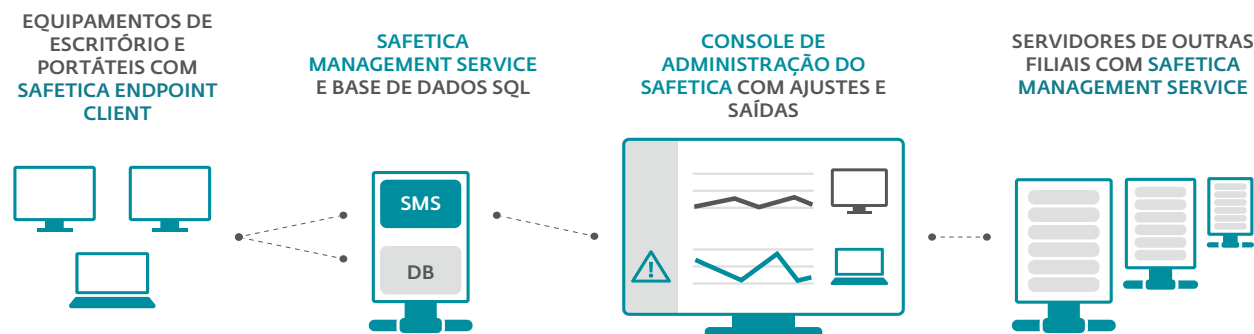 EQUIPAMENTOS DE
ESCRITÓRIO E
PORTÁTEIS COM
SAFETICA ENDPOINT
CLIENT
SAFETICA
MANAGEMENT SERVICE
E BASE DE DADOS SQL
CONSOLE DE
ADMINISTRAÇÃO DO
SAFETICA COM AJUSTES E
SAÍDAS
SERVIDORES DE OUTRAS
FILIAIS COM SAFETICA
MANAGEMENT SERVICE
SMS
DB